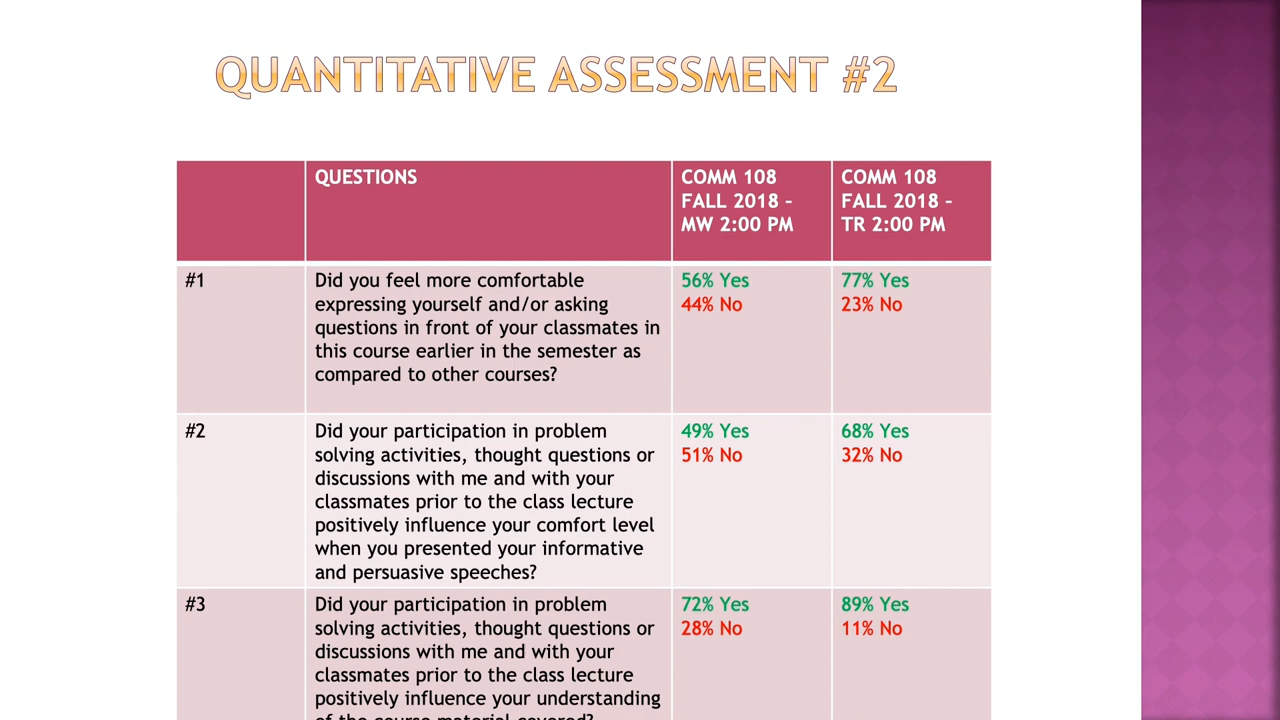 QUANTITATIVE ASSESSMENT #2
QUESTIONS
COMM 108
FALL 2018 –
MW 2:00 PM
COMM 108
FALL 2018 –
TR 2:00 PM
#1
Did you feel more comfortable
expressing yourself and/or asking
questions in front of your classmates in
this course earlier in the semester as
compared to other courses?
56% Yes
44% No
77% Yes
23% No
#2
Did your participation in problem
solving activities, thought questions or
discussions with me and with your
classmates prior to the class lecture
positively influence your comfort level
when you presented your informative
and persuasive speeches?
49% Yes
51% No
68% Yes
32% No
#3
Did your participation in problem
solving activities, thought questions or
discussions with me and with your
classmates prior to the class lecture
positively influence your understanding
of the course material covered?
72% Yes
28% No
89% Yes
11% No